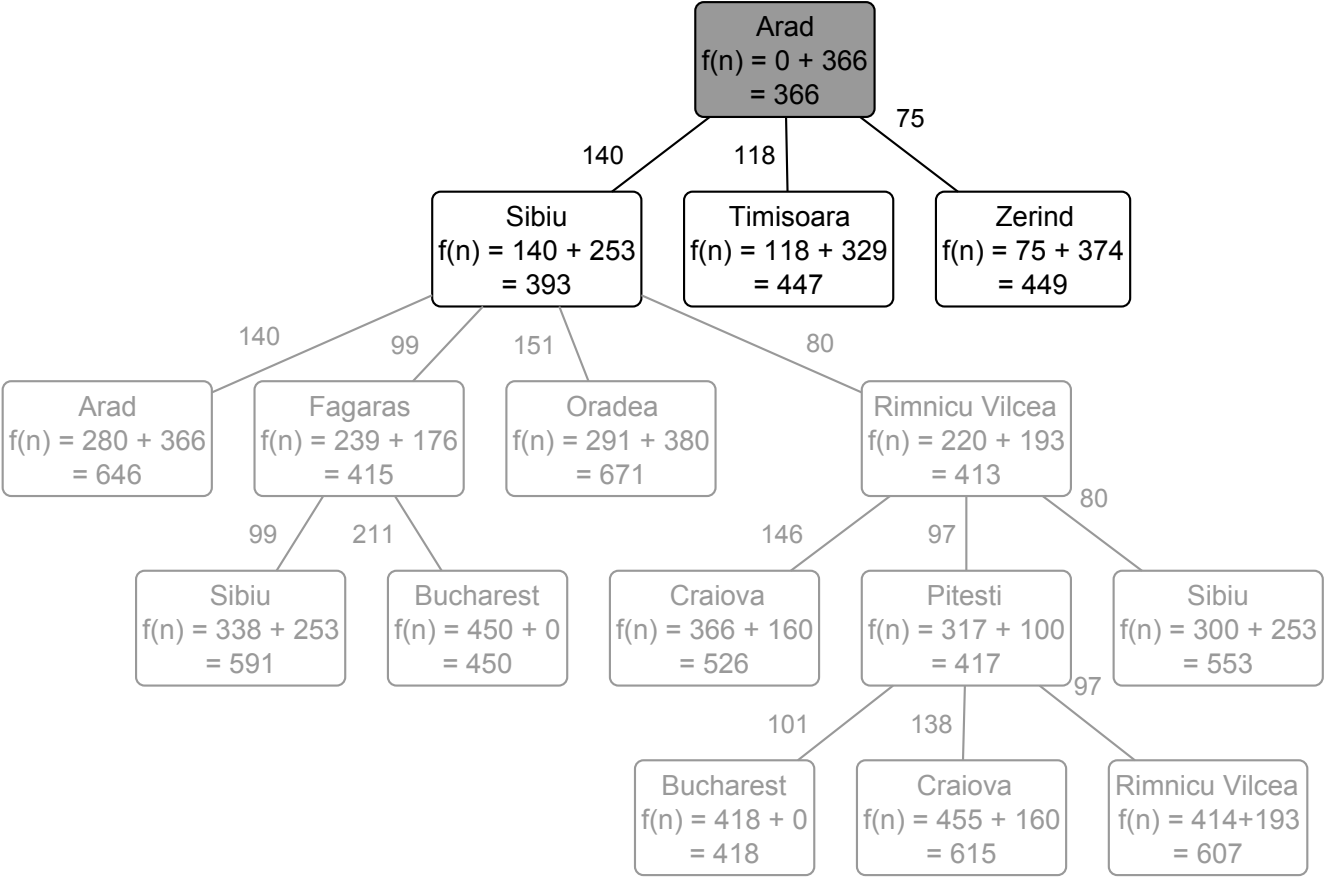 Arad
f(n) = 0 + 366
= 366
75
140
118
Sibiu
f(n) = 140 + 253
= 393
Timisoara
f(n) = 118 + 329
= 447
Zerind
f(n) = 75 + 374
= 449
140
99
151
80
Arad
f(n) = 280 + 366
= 646
Fagaras
f(n) = 239 + 176
= 415
Oradea
f(n) = 291 + 380
= 671
Rimnicu Vilcea
f(n) = 220 + 193
= 413
99
211
146
97
80
Sibiu
f(n) = 338 + 253
= 591
Bucharest
f(n) = 450 + 0
= 450
Craiova
f(n) = 366 + 160
= 526
Pitesti
f(n) = 317 + 100
= 417
Sibiu
f(n) = 300 + 253
= 553
101
138
97
Bucharest
f(n) = 418 + 0
= 418
Craiova
f(n) = 455 + 160
= 615
Rimnicu Vilcea
f(n) = 414+193
= 607